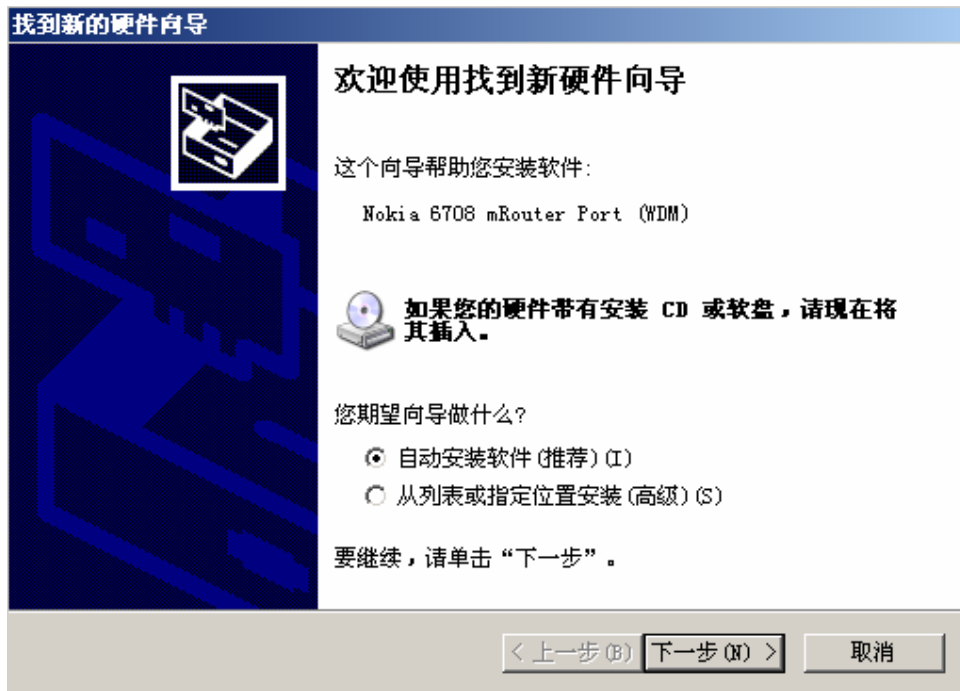 找到新的硬件向导
欢迎使用找到新硬件向导
这个向导帮助您安装软件:
Nokia 6708 mRouter Port (WDM)
如果您的硬件带有安装 CD 或软盘，请现在将
其插入。
您期望向导做什么?
自动安装软件(推荐)(I)
从列表或指定位置安装(高级)(S)
要继续，请单击“下一步”。
< 上一步(B) 下一步(N) > 取消